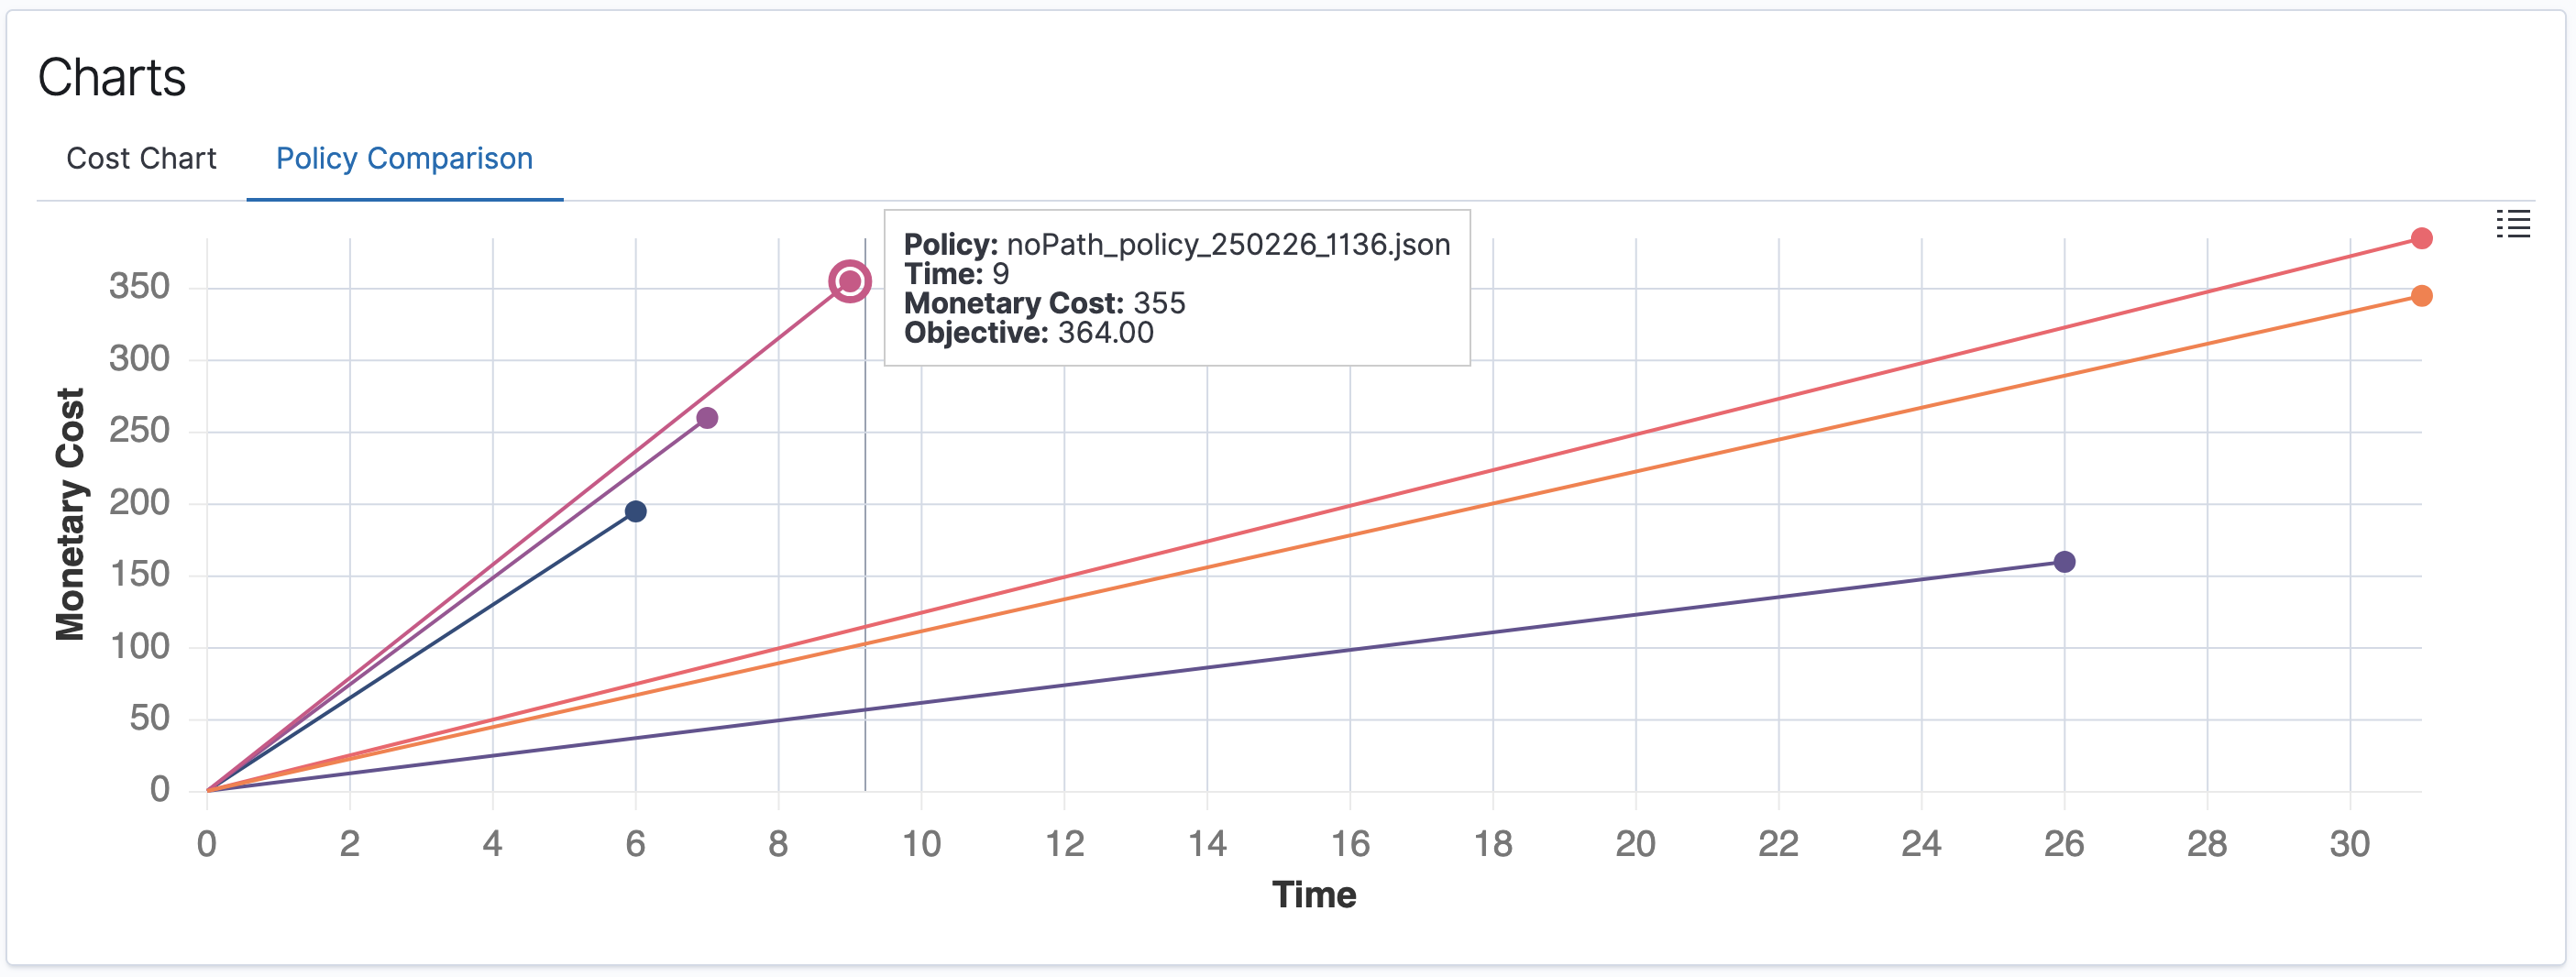 Charts
Cost Chart
Policy Comparison
Policy: noPath_policy_250226_1136.json
Time: 9
Monetary Cost: 355
Objective: 364.00
Monetary Cost
350
300
250
200
150
100
50
0
0 2 4 6 8 10 12 14 16 18 20 22 24 26 28 30
Time